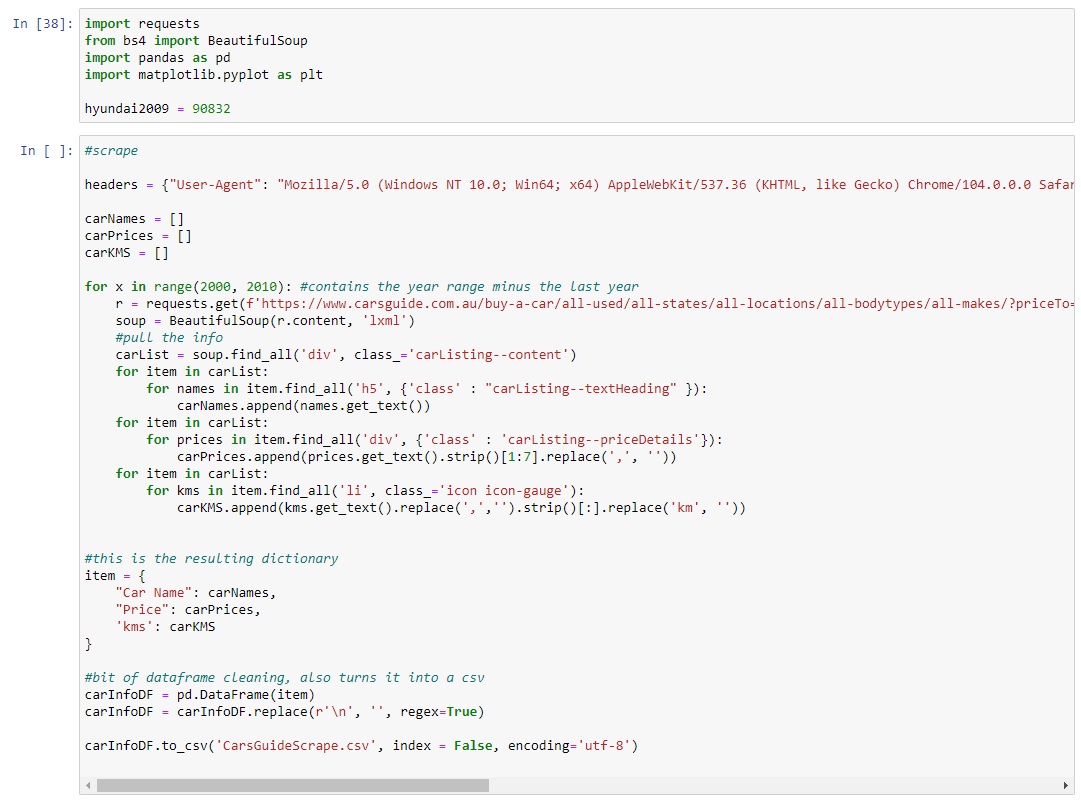 In [38]:
import requests
from bs4 import BeautifulSoup
import pandas as pd
import matplotlib.pyplot as plt
hyundai2009 = 90832
In [ ]:
#scrape
headers = {"User-Agent": "Mozilla/5.0 (Windows NT 10.0; Win64; x64) AppleWebKit/537.36 (KHTML, like Gecko) Chrome/104.0.0.0 Safar
carNames = []
carPrices = []
carKMS = []
for x in range(2000, 2010): #contains the year range minus the last year
    r = requests.get(f'https://www.carsguide.com.au/buy-a-car/all-used/all-states/all-locations/all-bodytypes/all-makes/?priceTo=
    soup = BeautifulSoup(r.content, 'lxml')
    #pull the info
    carList = soup.find_all('div', class_='carListing--content')
    for item in carList:
        for names in item.find_all('h5', {'class' : "carListing--textHeading" }):
            carNames.append(names.get_text())
    for item in carList:
        for prices in item.find_all('div', {'class' : 'carListing--priceDetails'}):
            carPrices.append(prices.get_text().strip()[1:7].replace(',', ''))
    for item in carList:
        for kms in item.find_all('li', class_='icon icon-gauge'):
            carKMS.append(kms.get_text().replace(',','').strip()[:].replace('km', ''))
#this is the resulting dictionary
item = {
    "Car Name": carNames,
    "Price": carPrices,
    'kms': carKMS
}
#bit of dataframe cleaning, also turns it into a csv
carInfoDF = pd.DataFrame(item)
carInfoDF = carInfoDF.replace(r'\n', '', regex=True)
carInfoDF.to_csv('CarsGuideScrape.csv', index = False, encoding='utf-8')